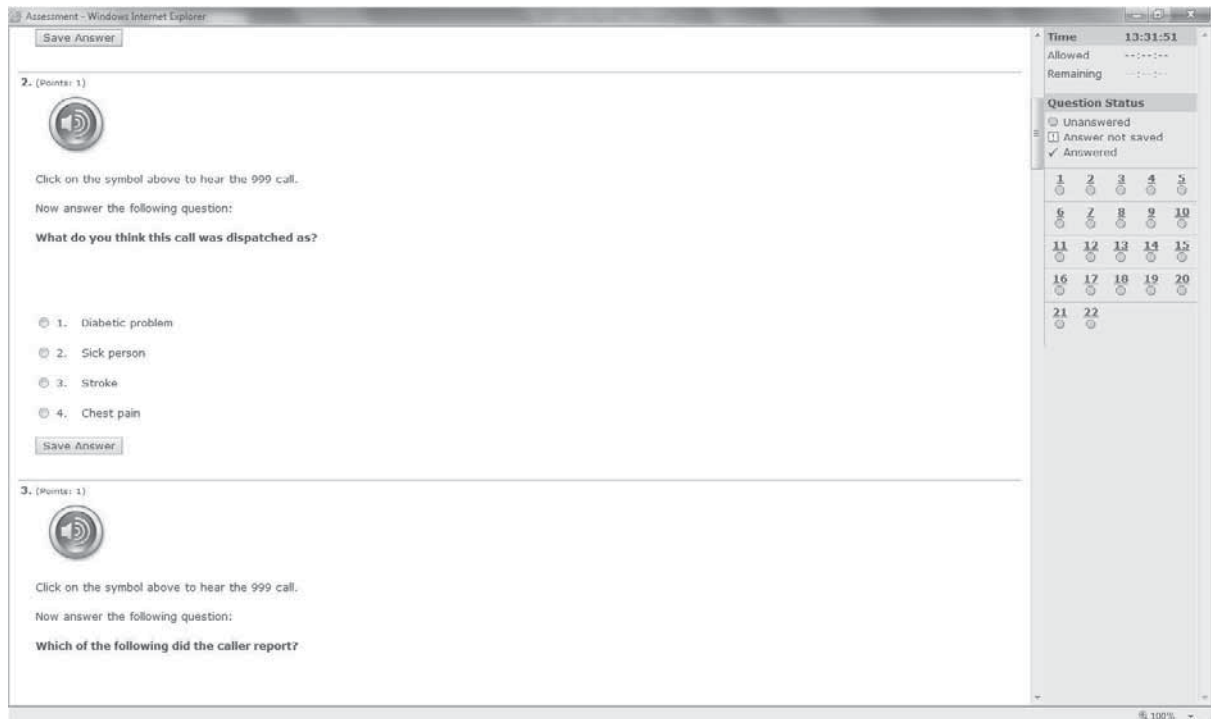 Assessment - Windows Internet Explorer
Save Answer
2. (Points: 1)
Click on the symbol above to hear the 999 call.
Now answer the following question:
What do you think this call was dispatched as?
1. Diabetic problem
2. Sick person
3. Stroke
4. Chest pain
Save Answer
3. (Points: 1)
Click on the symbol above to hear the 999 call.
Now answer the following question:
Which of the following did the caller report?
Time 13:31:51
Allowed --:--:--
Remaining --:--:--
Question Status
Unanswered
! Answer not saved
✓ Answered
1 2 3 4 5
6 7 8 9 10
11 12 13 14 15
16 17 18 19 20
21 22
100%